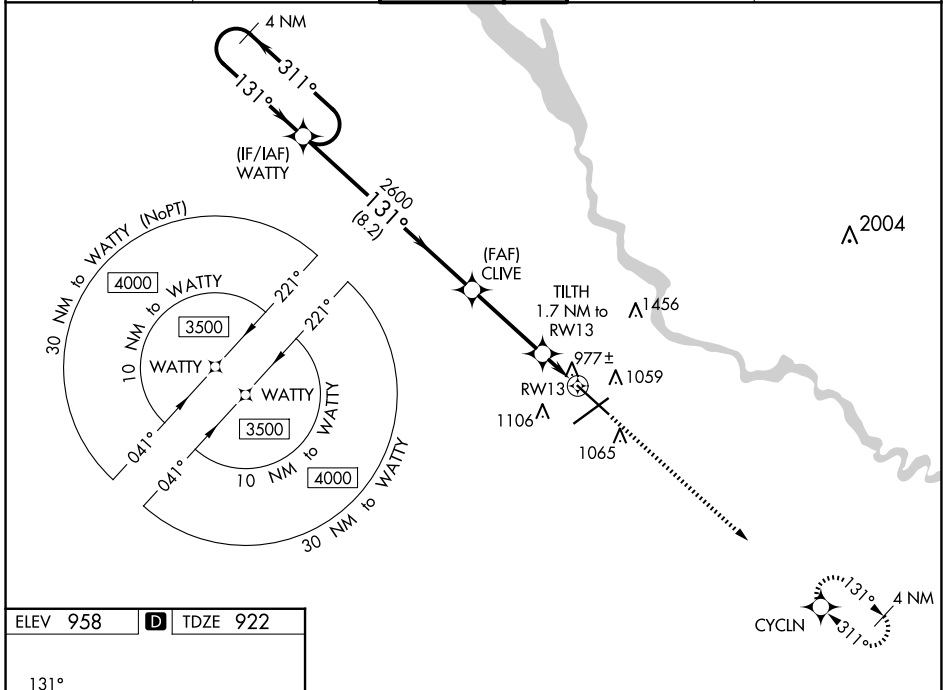 4 NM
311°
131°
(IF/IAF)
WATTY
2600
131°
(8.2)
2004
(FAF)
CLIVE
TILTH
1.7 NM to
RW13
1456
977±
RW13
1059
1106
1065
30 NM to WATTY (NoPT)
4000
10 NM to WATTY
3500
221°
WATTY
041°
221°
WATTY
3500
10 NM to WATTY
4000
041°
30 NM to WATTY
131°
4 NM
311°
CYCLN
ELEV 958 D TDZE 922
131°